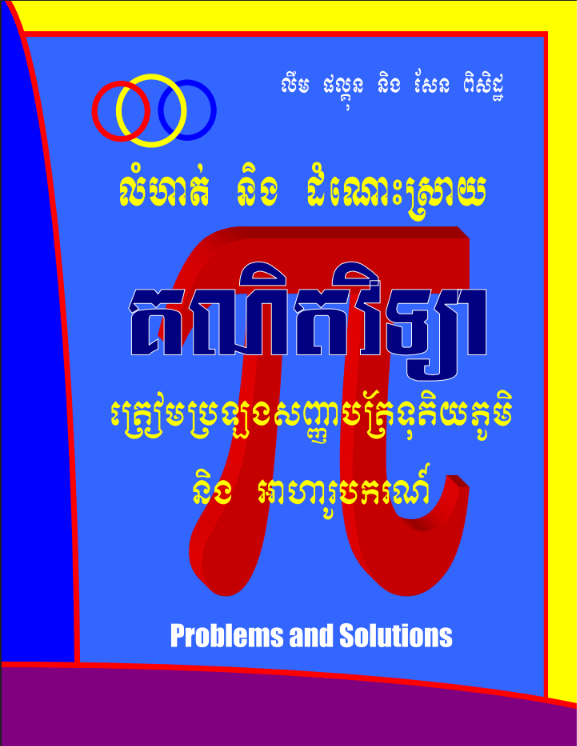 លឹម ផល្គុន និង សែន ពិសិដ្ឋ
លំហាត់ និង ដំណោះស្រាយ
គណិតវិទ្យា
ត្រៀមប្រឡងសញ្ញាបត្រទុតិយភូមិ
និង អាហារូបករណ៍
Problems and Solutions